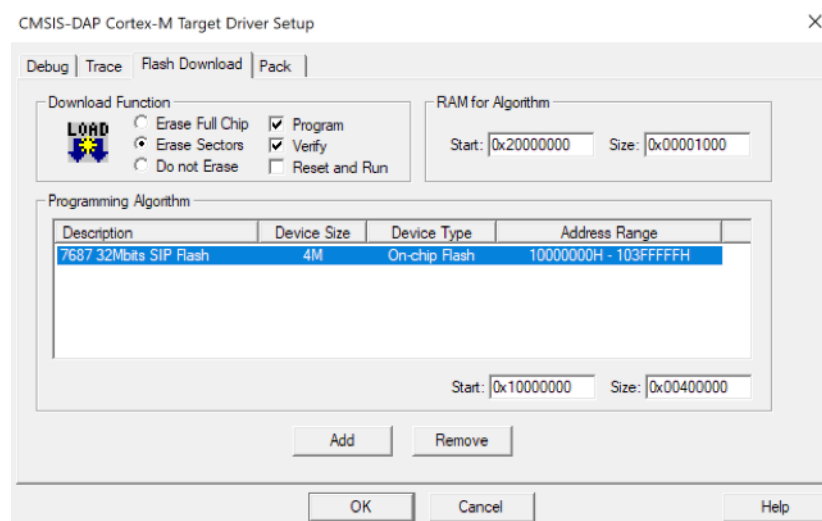 CMSIS-DAP Cortex-M Target Driver Setup
Debug Trace Flash Download Pack
Download Function
LOAD
Erase Full Chip
Erase Sectors
Do not Erase
Program
Verify
Reset and Run
RAM for Algorithm
Start: 0x20000000 Size: 0x00001000
Programming Algorithm
Description Device Size Device Type Address Range
7687 32Mbits SIP Flash 4M On-chip Flash 10000000H - 103FFFFFH
Start: 0x10000000 Size: 0x00400000
Add Remove
OK Cancel Help